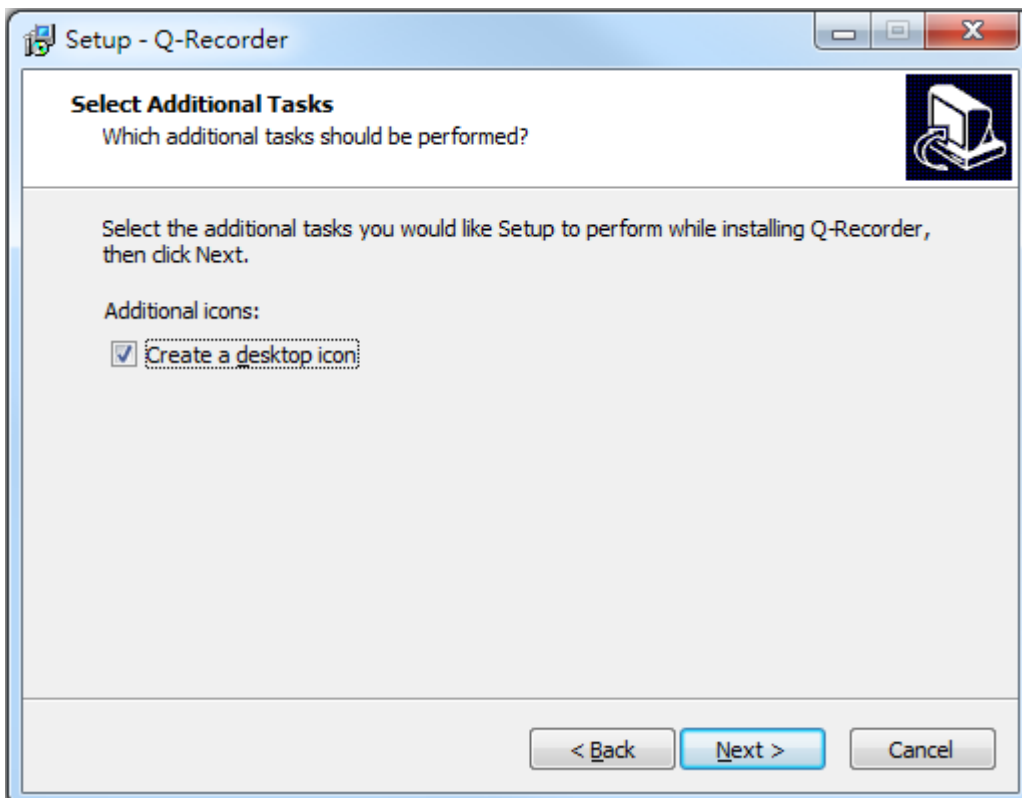 Setup - Q-Recorder
Select Additional Tasks
Which additional tasks should be performed?
Select the additional tasks you would like Setup to perform while installing Q-Recorder,
then click Next.
Additional icons:
Create a desktop icon
< Back Next > Cancel